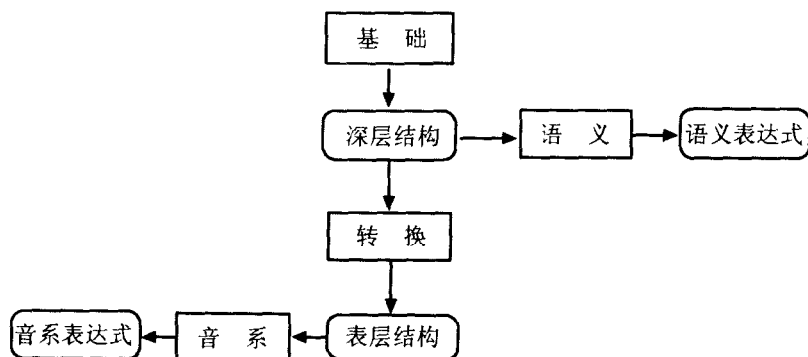 基 础
深层结构
语 义
语义表达式
转 换
音系表达式
音 系
表层结构